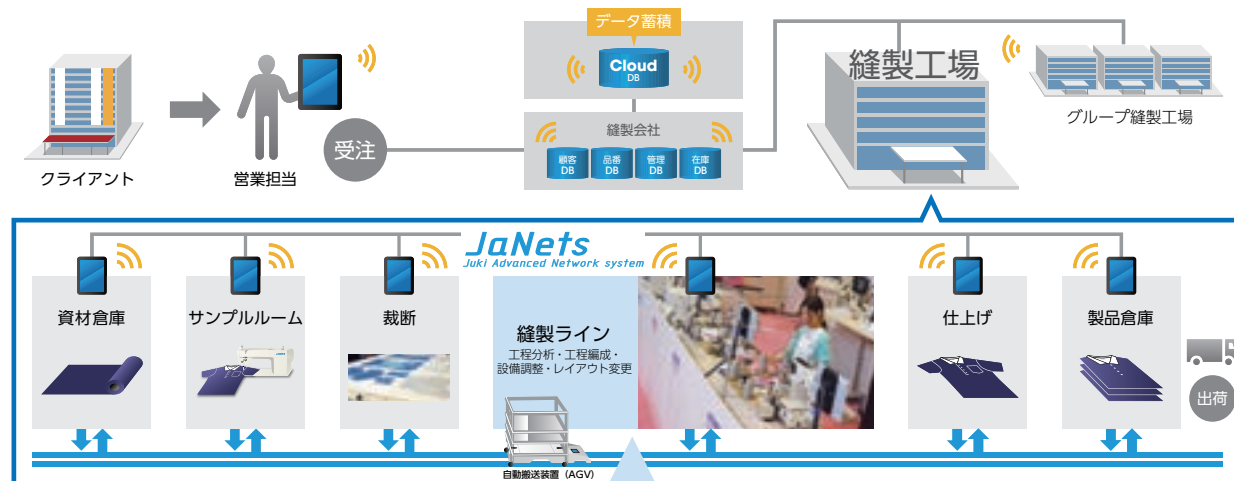 データ蓄積
Cloud
DB
縫製会社
顧客
DB
品番
DB
管理
DB
在庫
DB
クライアント
営業担当
受注
縫製工場
グループ縫製工場
JaNets
Juki Advanced Network system
資材倉庫
サンプルルーム
裁断
縫製ライン
工程分析・工程編成・
設備調整・レイアウト変更
仕上げ
製品倉庫
出荷
自動搬送装置（AGV）